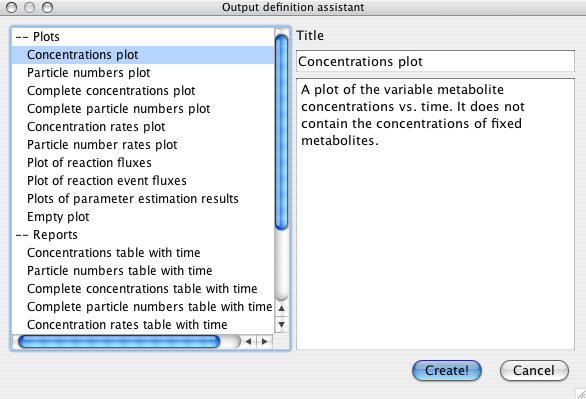 Output definition assistant
-- Plots
Concentrations plot
Particle numbers plot
Complete concentrations plot
Complete particle numbers plot
Concentration rates plot
Particle number rates plot
Plot of reaction fluxes
Plot of reaction event fluxes
Plots of parameter estimation results
Empty plot
-- Reports
Concentrations table with time
Particle numbers table with time
Complete concentrations table with time
Complete particle numbers table with time
Concentration rates table with time
Title
Concentrations plot
A plot of the variable metabolite
concentrations vs. time. It does not
contain the concentrations of fixed
metabolites.
Create!
Cancel